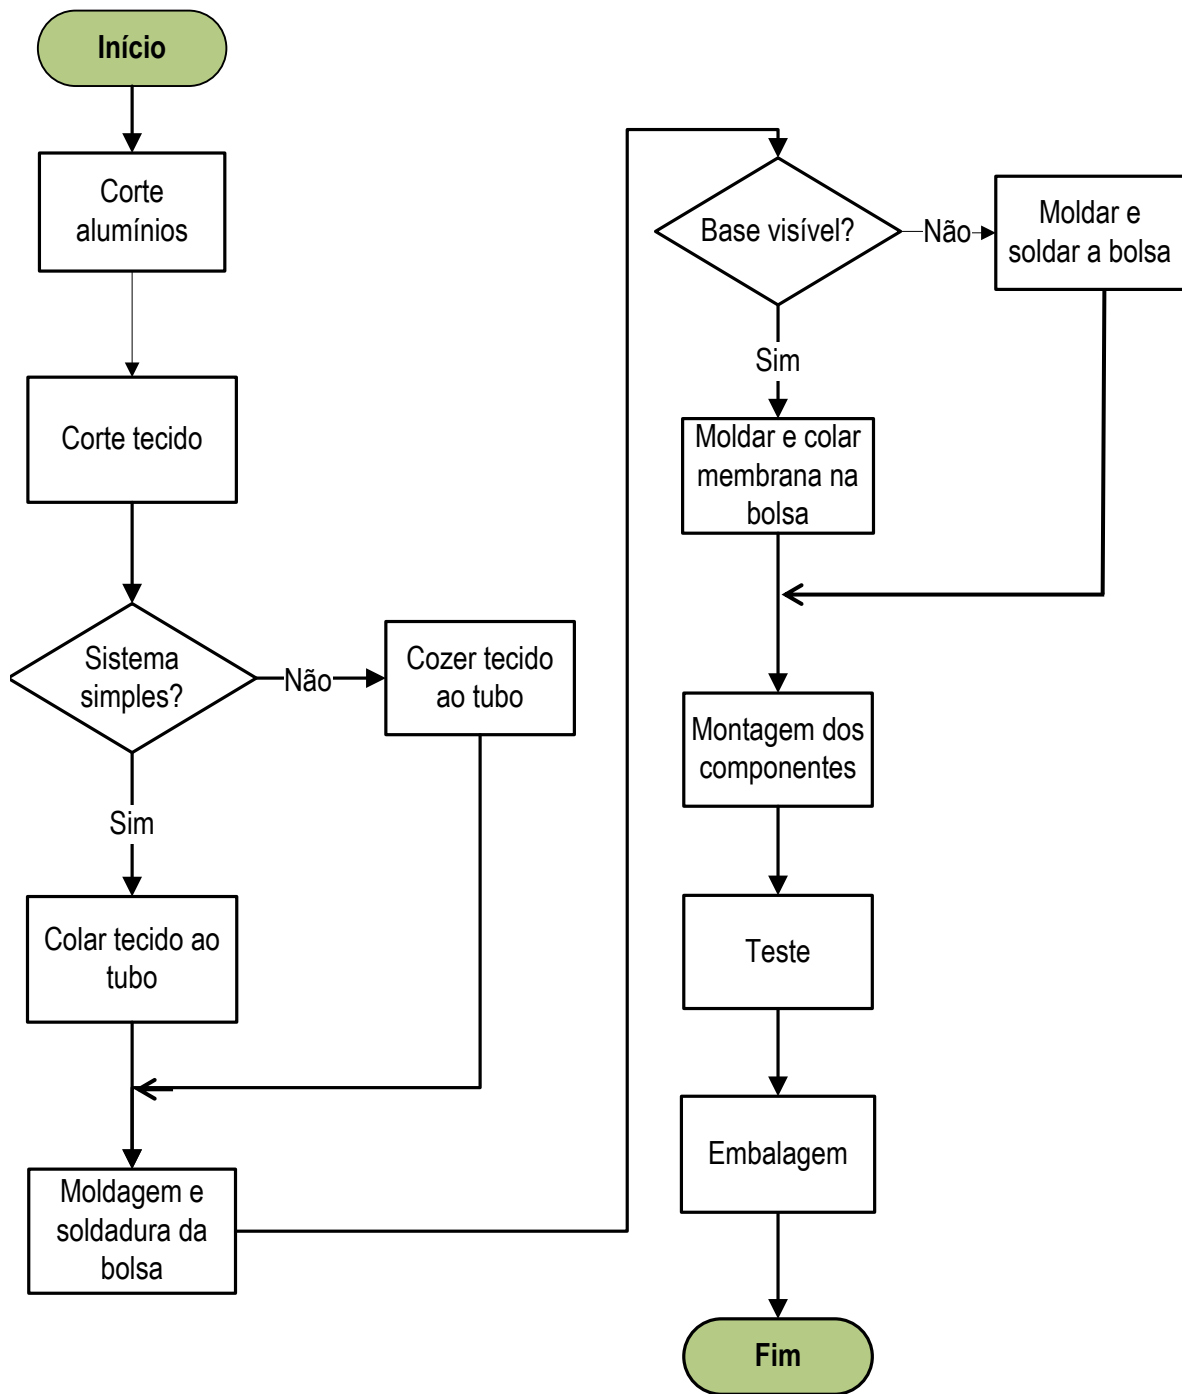 Início
Corte
alumínios
Corte tecido
Sistema
simples?
Não
Cozer tecido
ao tubo
Sim
Colar tecido ao
tubo
Moldagem e
soldadura da
bolsa
Base visível?
Não
Moldar e
soldar a bolsa
Sim
Moldar e colar
membrana na
bolsa
Montagem dos
componentes
Teste
Embalagem
Fim